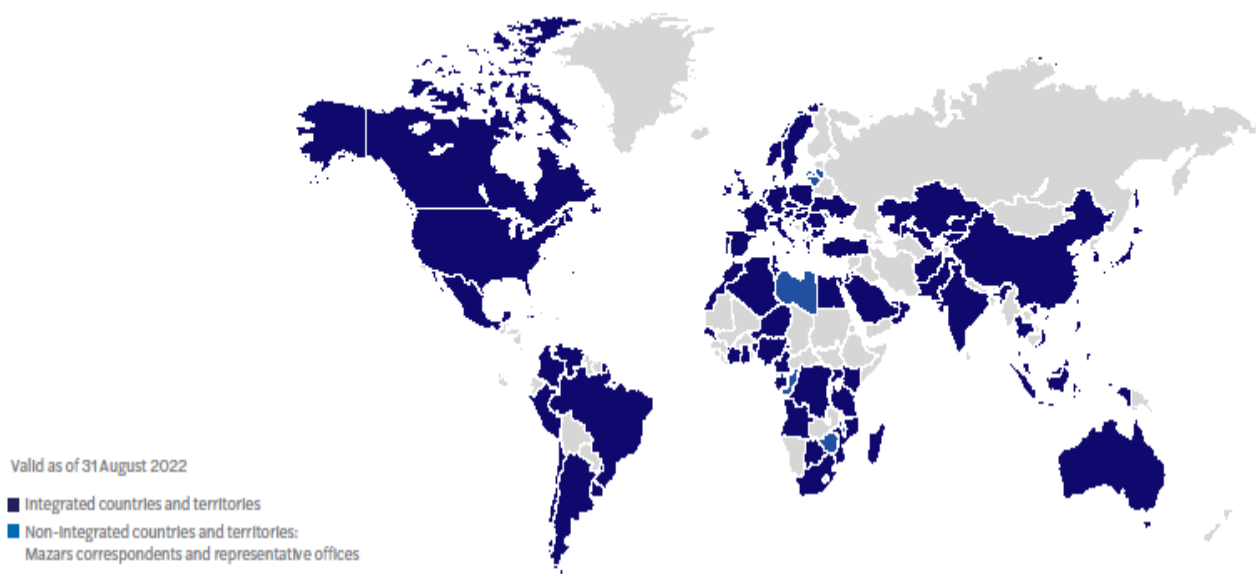 Valid as of 31 August 2022
Integrated countries and territories
Non-integrated countries and territories:
Mazars correspondents and representative offices